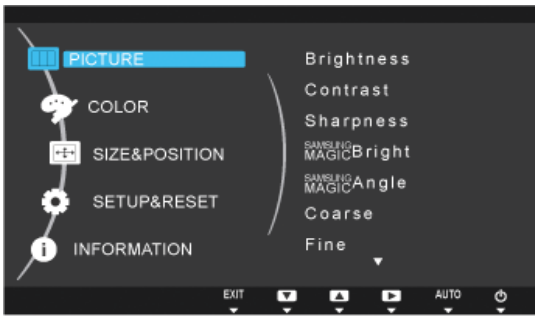 PICTURE
COLOR
SIZE&POSITION
SETUP&RESET
INFORMATION
Brightness
Contrast
Sharpness
SAMSUNG MAGIC Bright
SAMSUNG MAGIC Angle
Coarse
Fine
EXIT
AUTO